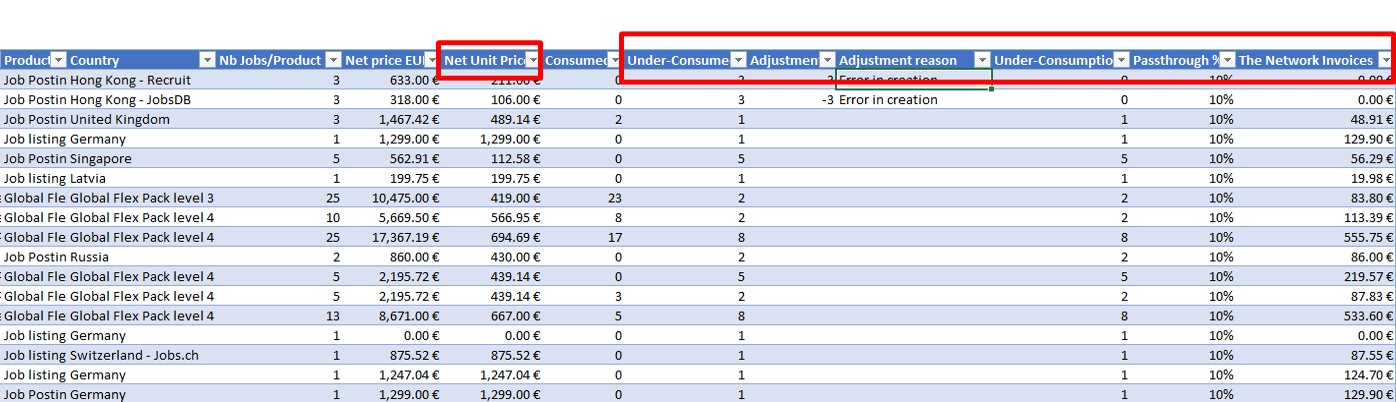 Product Country Nb Jobs/Product Net price EU Net Unit Price Consumed Under-Consume Adjustmen Adjustment reason Under-Consumptio Passthrough % The Network Invoices
Job Postin Hong Kong - Recruit 3 633.00 € 211.00 € 0 3 -3 Error in creation 0 10% 0.00 €
Job Postin Hong Kong - JobsDB 3 318.00 € 106.00 € 0 3 -3 Error in creation 0 10% 0.00 €
Job Postin United Kingdom 3 1,467.42 € 489.14 € 2 1 1 10% 48.91 €
Job listing Germany 1 1,299.00 € 1,299.00 € 0 1 1 10% 129.90 €
Job Postin Singapore 5 562.91 € 112.58 € 0 5 5 10% 56.29 €
Job listing Latvia 1 199.75 € 199.75 € 0 1 1 10% 19.98 €
Global Fle Global Flex Pack level 3 25 10,475.00 € 419.00 € 23 2 2 10% 83.80 €
Global Fle Global Flex Pack level 4 10 5,669.50 € 566.95 € 8 2 2 10% 113.39 €
Global Fle Global Flex Pack level 4 25 17,367.19 € 694.69 € 17 8 8 10% 555.75 €
Job Postin Russia 2 860.00 € 430.00 € 0 2 2 10% 86.00 €
Global Fle Global Flex Pack level 4 5 2,195.72 € 439.14 € 0 5 5 10% 219.57 €
Global Fle Global Flex Pack level 4 5 2,195.72 € 439.14 € 3 2 2 10% 87.83 €
Global Fle Global Flex Pack level 4 13 8,671.00 € 667.00 € 5 8 8 10% 533.60 €
Job listing Germany 1 0.00 € 0.00 € 0 1 1 10% 0.00 €
Job listing Switzerland - Jobs.ch 1 875.52 € 875.52 € 0 1 1 10% 87.55 €
Job listing Germany 1 1,247.04 € 1,247.04 € 0 1 1 10% 124.70 €
Job Postin Germany 1 1,299.00 € 1,299.00 € 0 1 1 10% 129.90 €